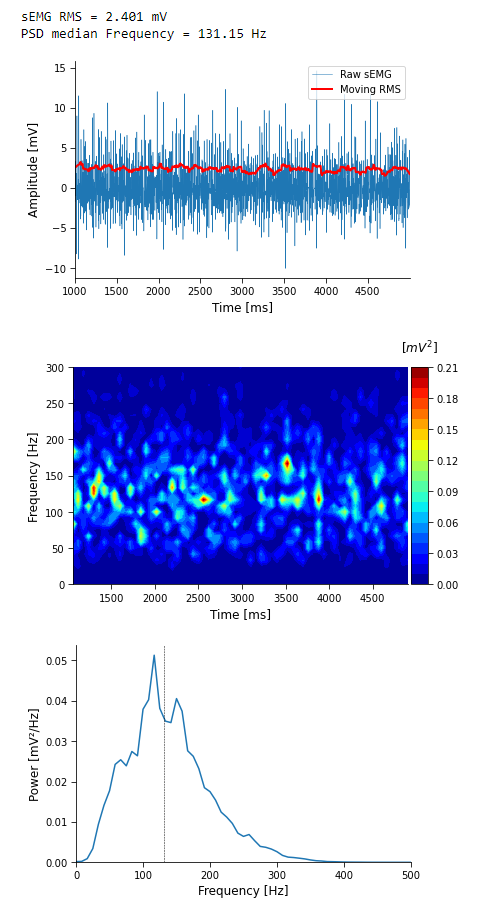 sEMG RMS = 2.401 mV
PSD median Frequency = 131.15 Hz
Raw sEMG
Moving RMS
Amplitude [mV]
15
10
5
0
−5
−10
1000 1500 2000 2500 3000 3500 4000 4500
Time [ms]
[mV²]
Frequency [Hz]
300
250
200
150
100
50
0
0.21
0.18
0.15
0.12
0.09
0.06
0.03
0.00
1500 2000 2500 3000 3500 4000 4500
Time [ms]
Power [mV²/Hz]
0.05
0.04
0.03
0.02
0.01
0.00
0 100 200 300 400 500
Frequency [Hz]